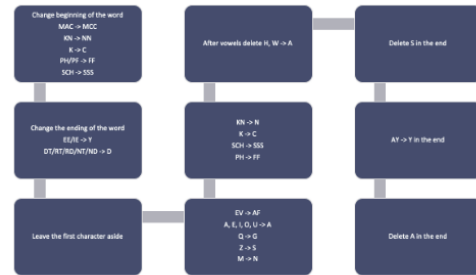 Change beginning of the word
MAC -> MCC
KN -> NN
K -> C
PH/PF -> FF
SCH -> SSS
Change the ending of the word
EE/IE -> Y
DT/RT/RD/NT/ND -> D
Leave the first character aside
EV -> AF
A, E, I, O, U -> A
Q -> G
Z -> S
M -> N
KN -> N
K -> C
SCH -> SSS
PH -> FF
After vowels delete H, W -> A
Delete S in the end
AY -> Y in the end
Delete A in the end